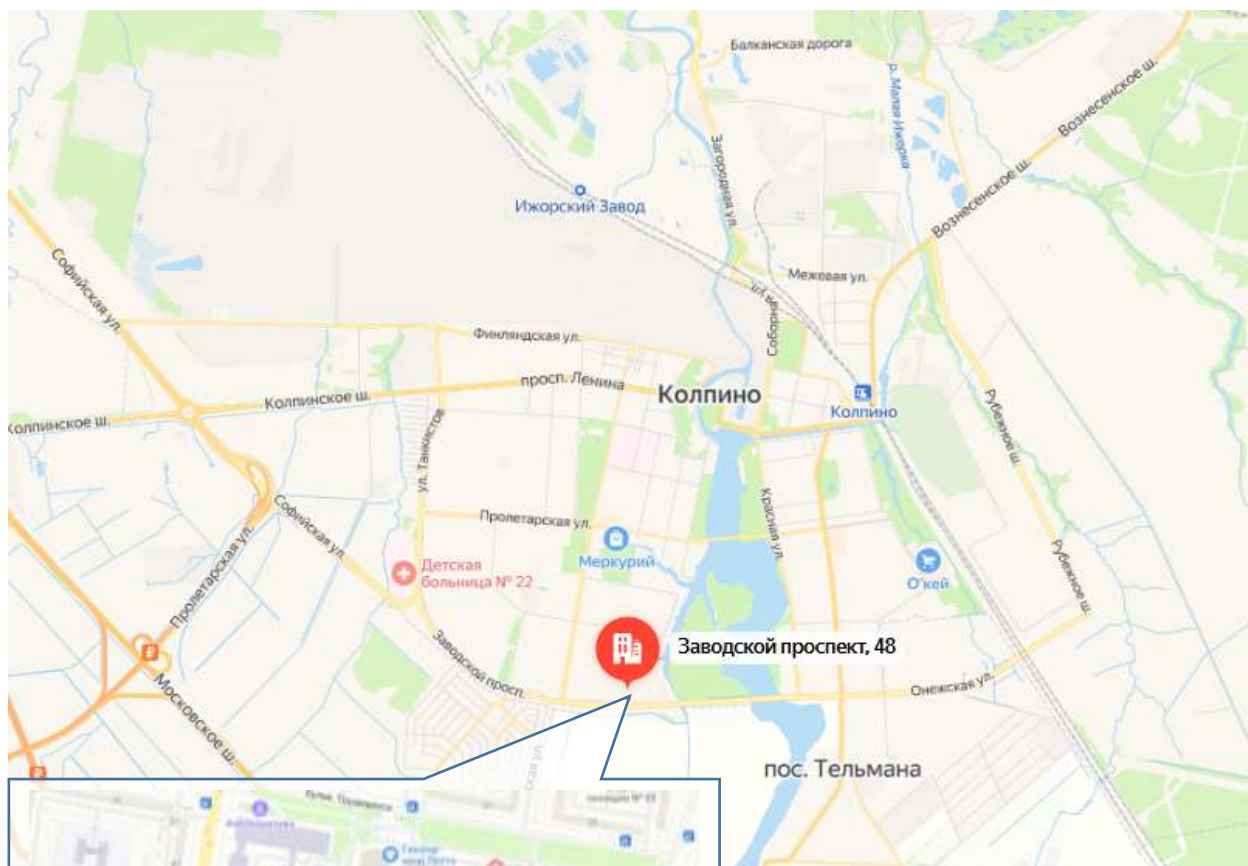 Балканская дорога
р. Малая Ижорка
Вознесенское ш.
Загородная ул.
Ижорский Завод
Вознесенское ш.
Софийская ул.
Межевая ул.
Соборная ул.
Финляндская ул.
просп. Ленина
Колпино
Колпинское ш.
Колпино
Колпинское ш.
Рубежное ш.
ул. Танкистов
Красная ул.
Софийская ул.
Пролетарская ул.
Меркурий
Детская
больница № 22
О'кей
Рубежное ш.
Пролетарская ул.
Заводской проспект, 48
Заводской просп.
Онежская ул.
Московское ш.
пос. Тельмана
ская ул.